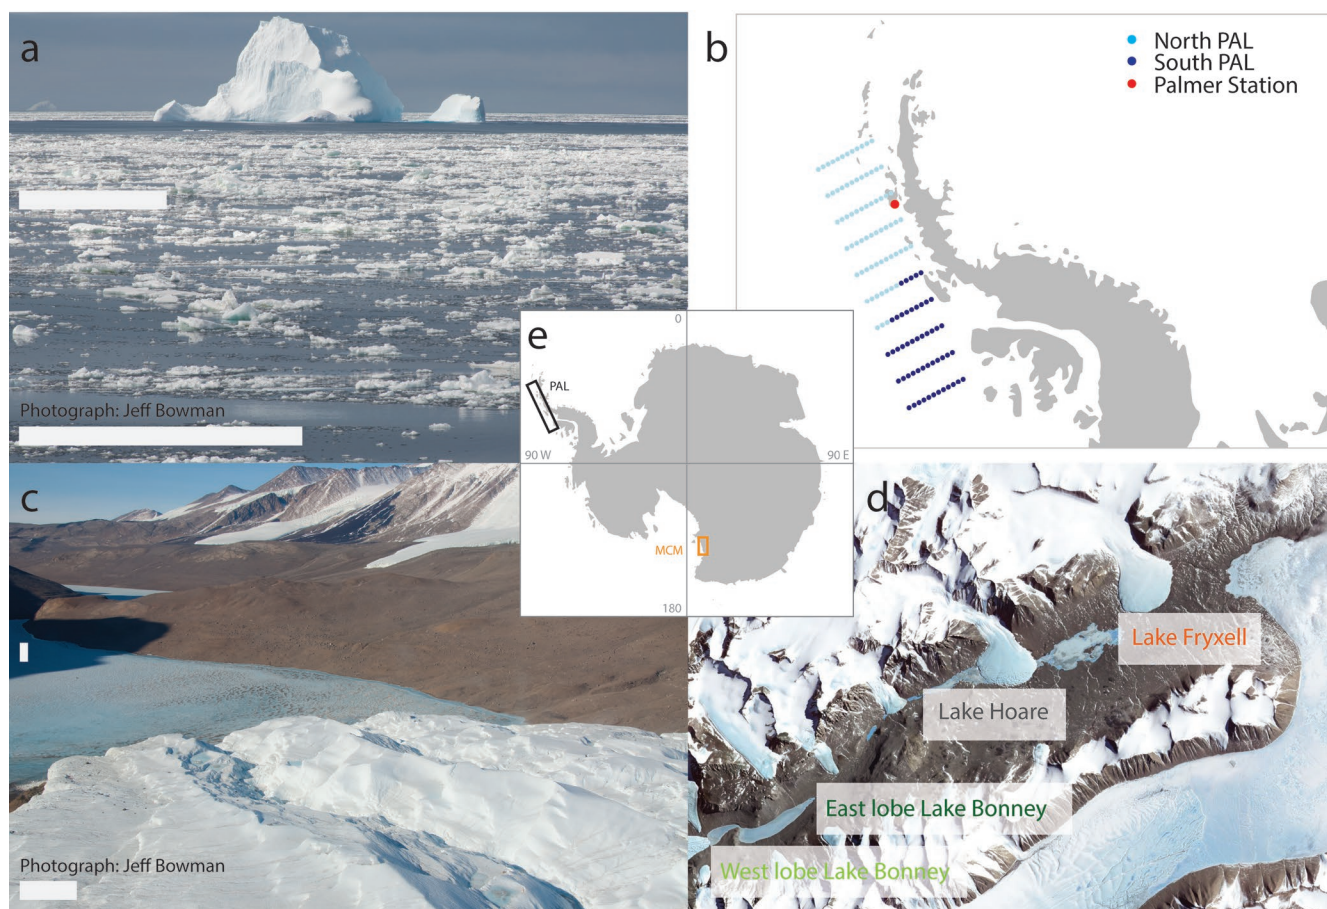 a
Photograph: Jeff Bowman
b
North PAL
South PAL
Palmer Station
c
Photograph: Jeff Bowman
d
Lake Fryxell
Lake Hoare
East lobe Lake Bonney
West lobe Lake Bonney
e
0
PAL
90 W
90 E
MCM
180